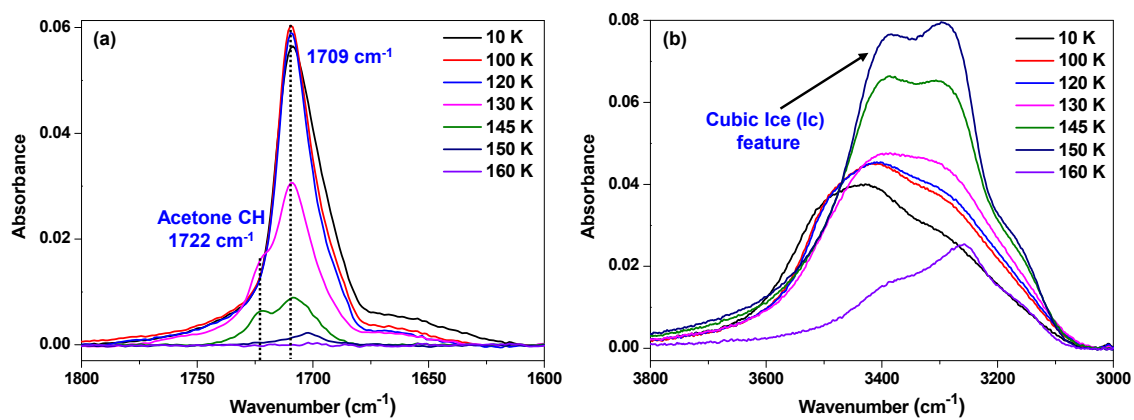 (a)
1709 cm⁻¹
Acetone CH
1722 cm⁻¹
10 K
100 K
120 K
130 K
145 K
150 K
160 K
Absorbance
0.06
0.04
0.02
0.00
1800
1750
1700
1650
1600
Wavenumber (cm⁻¹)
(b)
Cubic Ice (Ic)
feature
10 K
100 K
120 K
130 K
145 K
150 K
160 K
Absorbance
0.08
0.06
0.04
0.02
0.00
3800
3600
3400
3200
3000
Wavenumber (cm⁻¹)